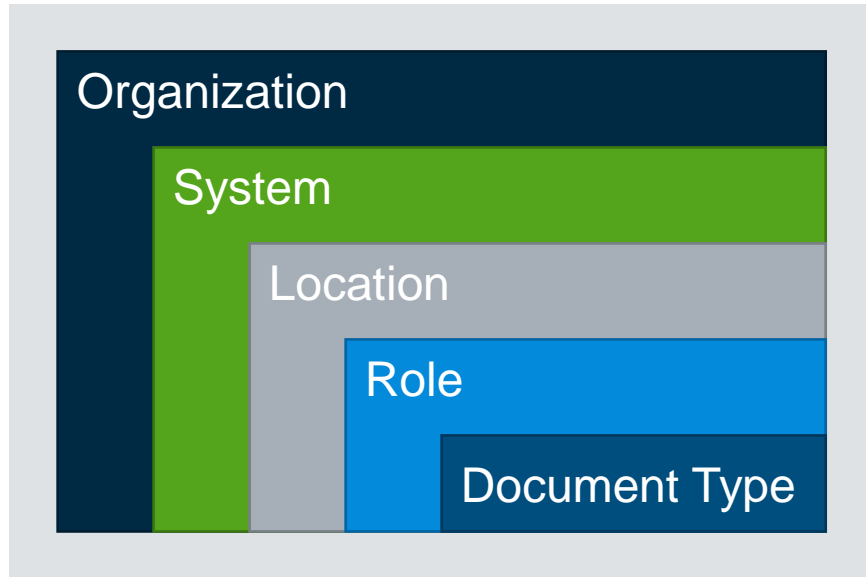 Organization
System
Location
Role
Document Type